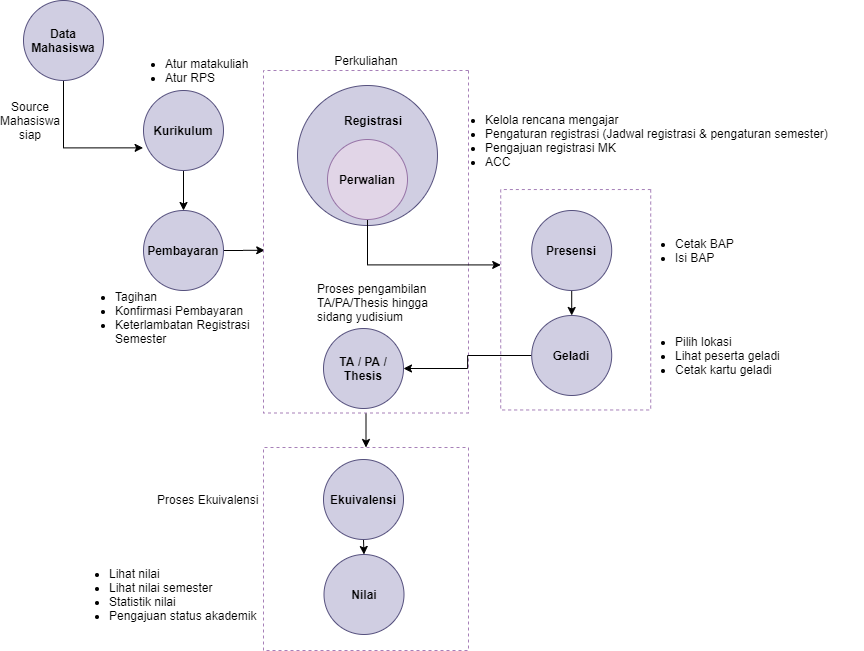 Data
Mahasiswa
Source
Mahasiswa
siap
• Atur matakuliah
• Atur RPS
Kurikulum
Pembayaran
• Tagihan
• Konfirmasi Pembayaran
• Keterlambatan Registrasi
Semester
Perkuliahan
Registrasi
Perwalian
• Kelola rencana mengajar
• Pengaturan registrasi (Jadwal registrasi & pengaturan semester)
• Pengajuan registrasi MK
• ACC
Presensi
• Cetak BAP
• Isi BAP
Geladi
• Pilih lokasi
• Lihat peserta geladi
• Cetak kartu geladi
Proses pengambilan
TA/PA/Thesis hingga
sidang yudisium
TA / PA /
Thesis
Proses Ekuivalensi
Ekuivalensi
Nilai
• Lihat nilai
• Lihat nilai semester
• Statistik nilai
• Pengajuan status akademik